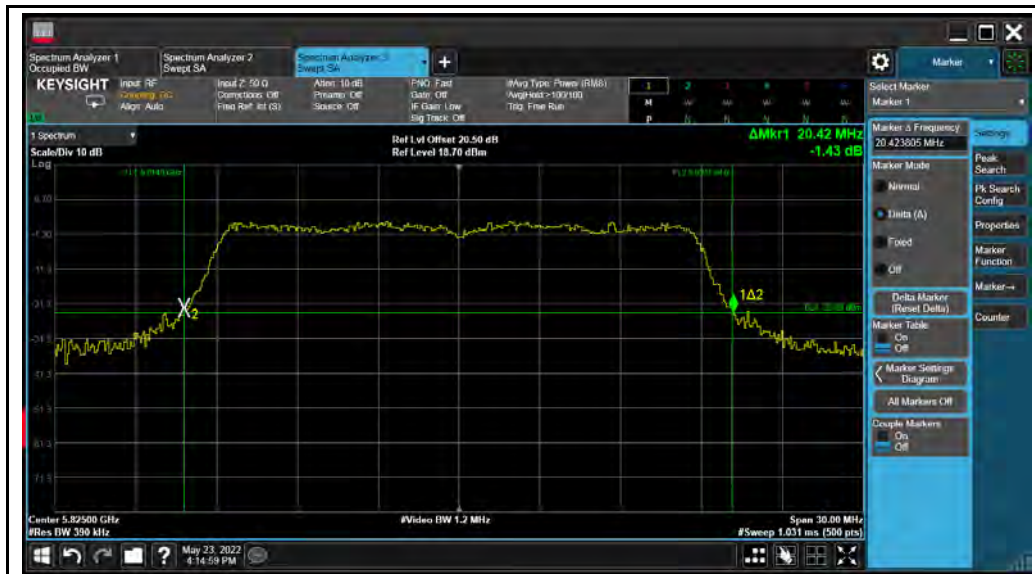 Spectrum Analyzer 1
Occupied BW
Spectrum Analyzer 2
Swept SA
Spectrum Analyzer 3
Swept SA
+
Marker
KEYSIGHT
Input: RF
Coupling: DC
Align: Auto
Input Z: 50 Ω
Corrections: Off
Freq Ref: Int (S)
Atten: 10 dB
Preamp: Off
Source: Off
PNO: Fast
Gate: Off
IF Gain: Low
Sig Track: Off
#Avg Type: Power (RMS)
Avg|Hold:>100/100
Trig: Free Run
1 2
M
P N N N N N
Select Marker
Marker 1
1 Spectrum
Scale/Div 10 dB
Log
Ref Lvl Offset 20.50 dB
Ref Level 18.70 dBm
ΔMkr1 20.42 MHz
-1.43 dB
Marker Δ Frequency
20.423805 MHz
Settings
Marker Mode
Normal
Delta (Δ)
Fixed
Off
Delta Marker
(Reset Delta)
Marker Table
On
Off
Marker Settings
Diagram
All Markers Off
Couple Markers
On
Off
Peak
Search
Pk Search
Config
Properties
Marker
Function
Marker→
Counter
X2
1Δ2
Center 5.82500 GHz
#Res BW 390 kHz
#Video BW 1.2 MHz
Span 30.00 MHz
#Sweep 1.031 ms (500 pts)
?
May 23, 2022
4:14:59 PM